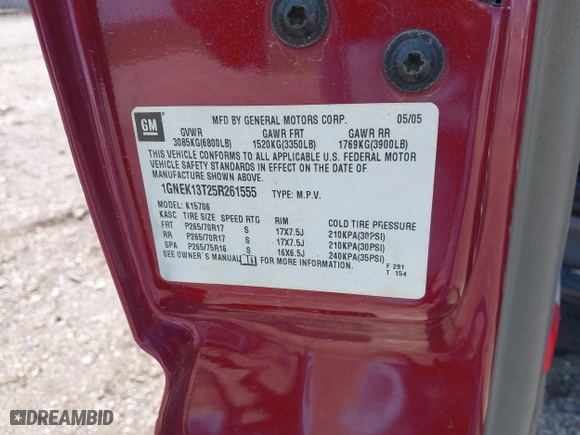 GM
MFD BY GENERAL MOTORS CORP. 05/05
GVWR GAWR FRT GAWR RR
3085KG(6800LB) 1520KG(3350LB) 1769KG(3900LB)
THIS VEHICLE CONFORMS TO ALL APPLICABLE U.S. FEDERAL MOTOR
VEHICLE SAFETY STANDARDS IN EFFECT ON THE DATE OF
MANUFACTURE SHOWN ABOVE.
1GNEK13T25R261555 TYPE: M.P.V.
MODEL: K15706
KASC TIRE SIZE SPEED RTG RIM COLD TIRE PRESSURE
FRT P265/70R17 S 17X7.5J 210KPA(30PSI)
RR P265/70R17 S 17X7.5J 210KPA(30PSI)
SPA P265/75R16 S 16X6.5J 240KPA(35PSI)
SEE OWNER'S MANUAL FOR MORE INFORMATION.
F 291
T 154
DREAMBID